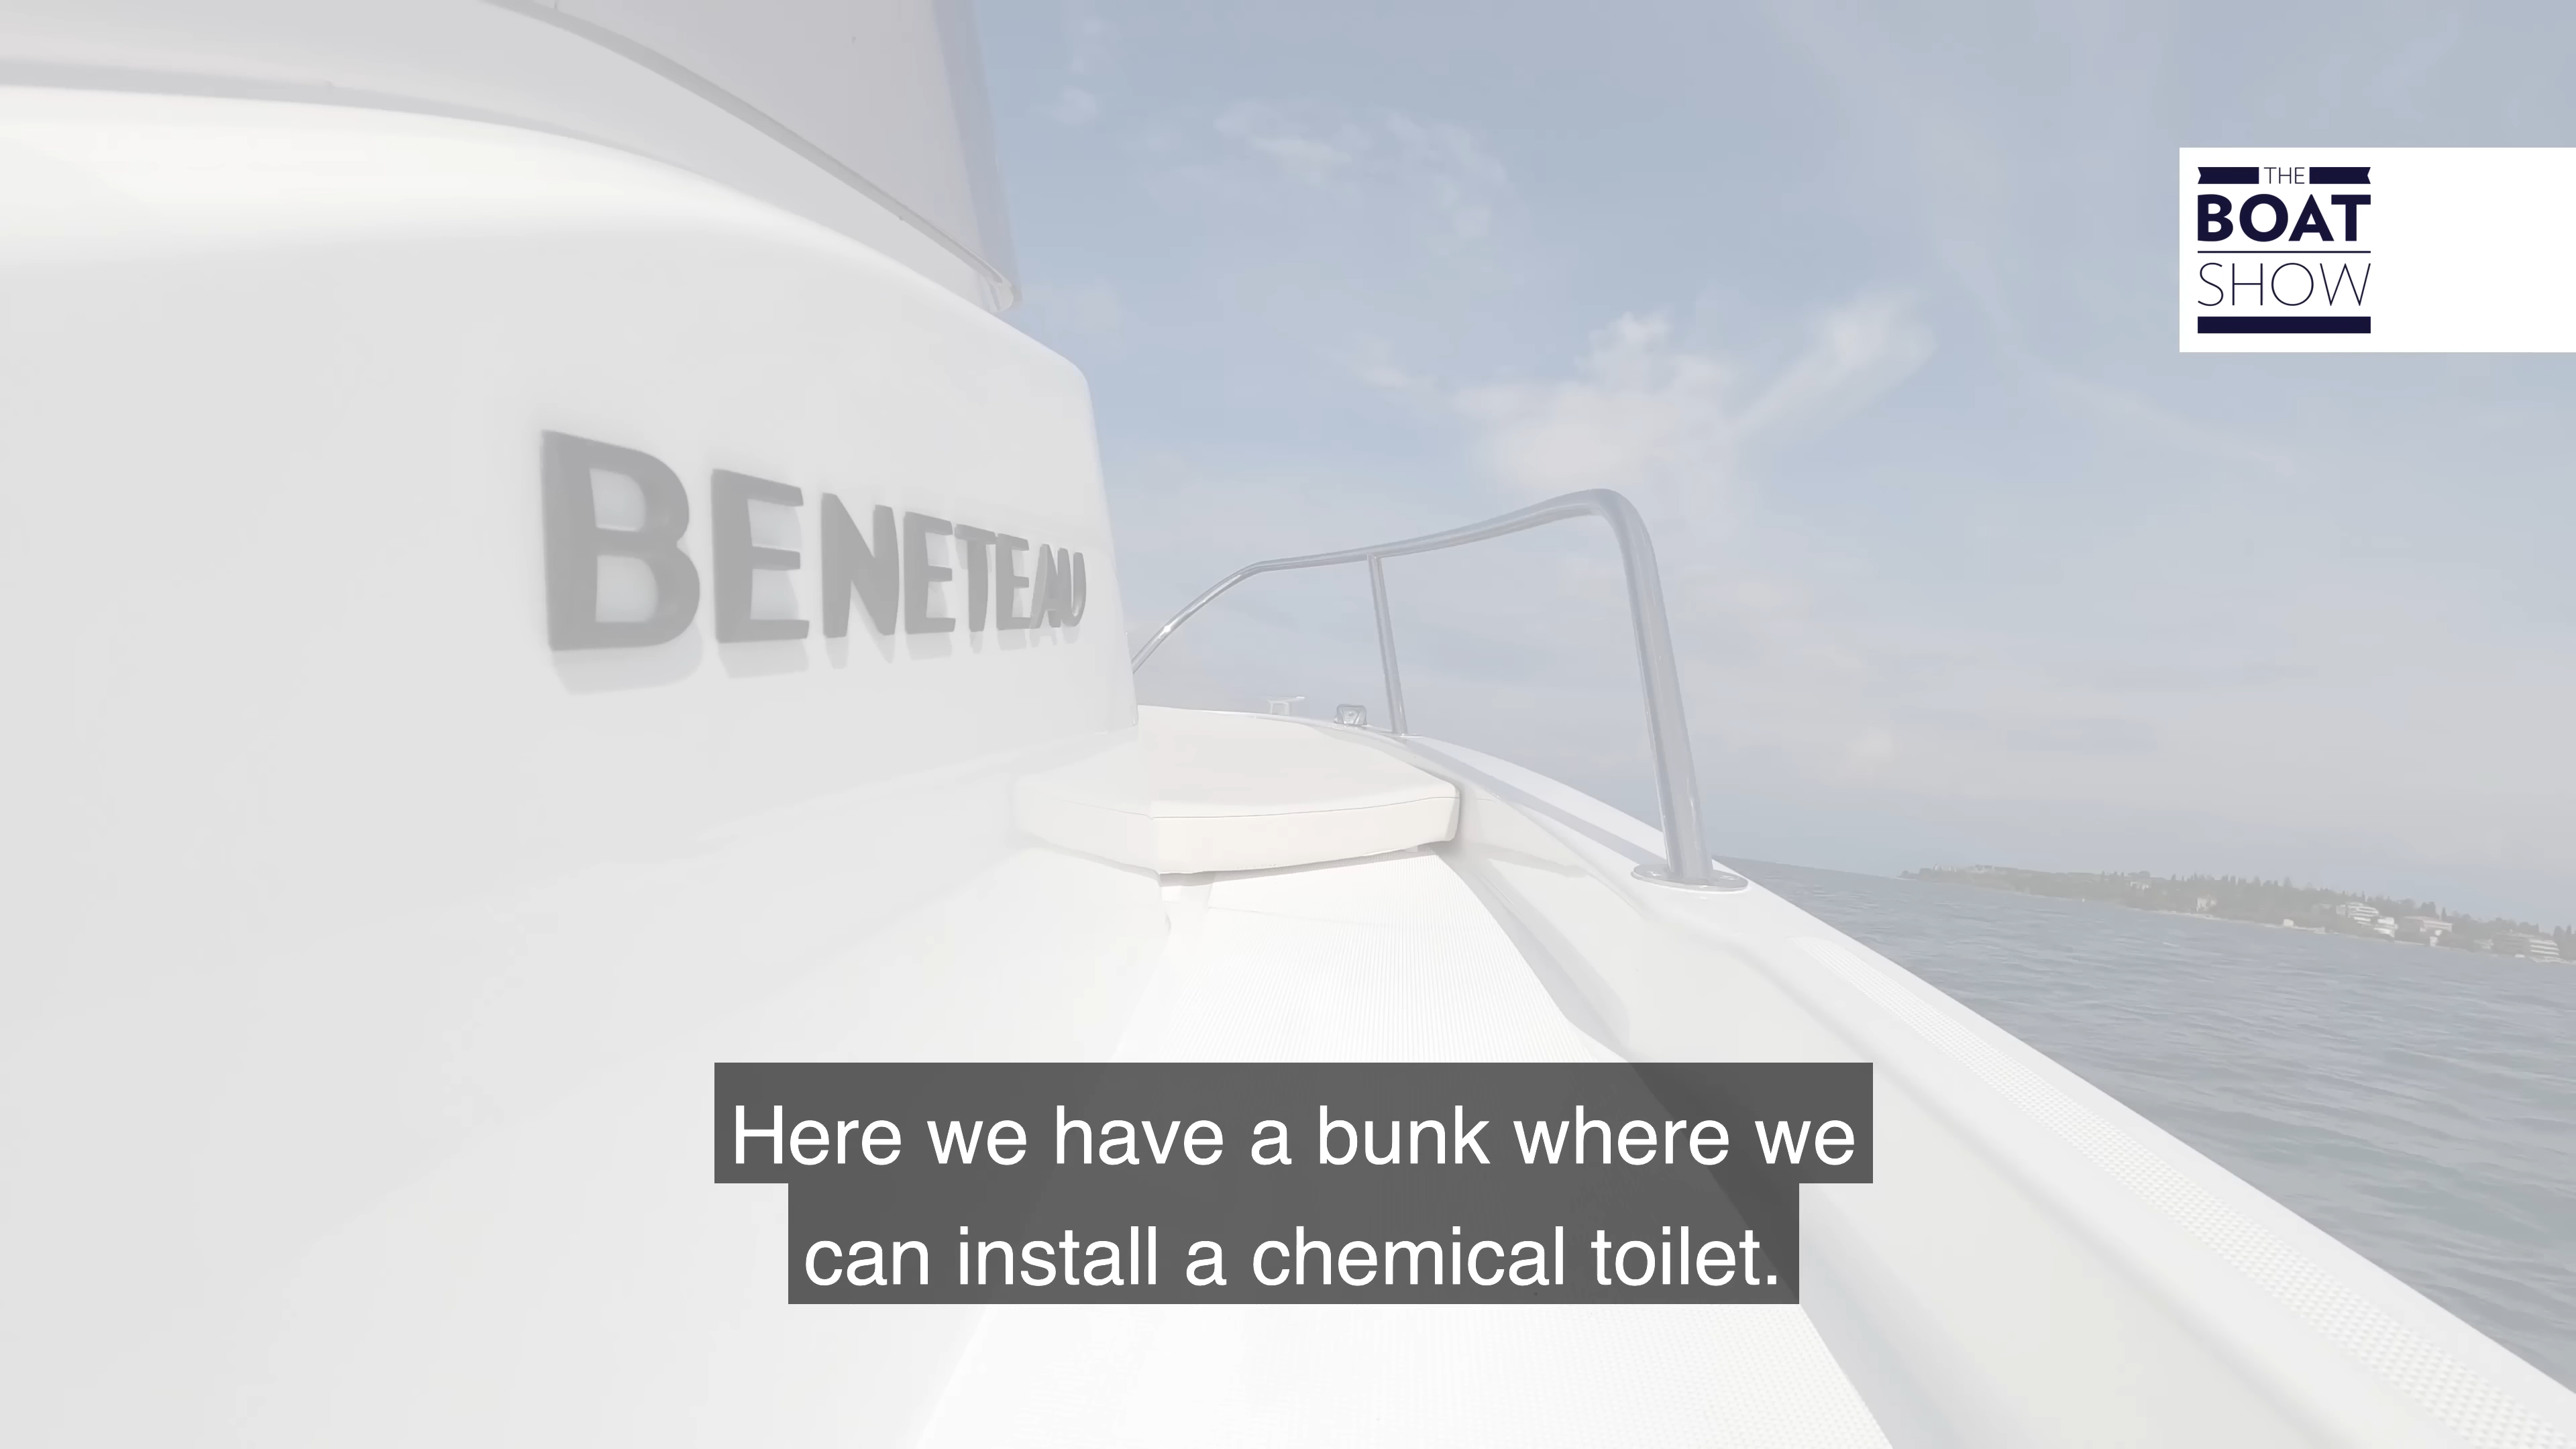 THE
BOAT
SHOW
BENETEAU
Here we have a bunk where we
can install a chemical toilet.